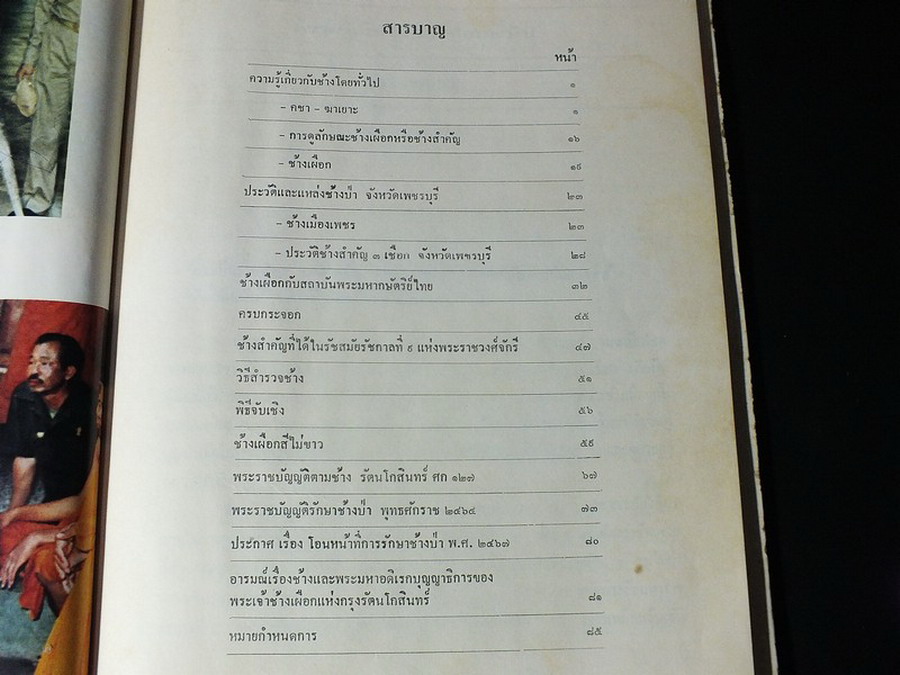 สารบาญ
หน้า
ความรู้เกี่ยวกับช้างโดยทั่วไป ๑
– คชา – ฆาเยาะ ๑
– การดูลักษณะช้างเผือกหรือช้างสำคัญ ๑๖
– ช้างเผือก ๑๙
ประวัติและแหล่งช้างป่า จังหวัดเพชรบุรี ๒๓
– ช้างเมืองเพชร ๒๓
– ประวัติช้างสำคัญ ๓ เชือก จังหวัดเพชรบุรี ๒๘
ช้างเผือกกับสถาบันพระมหากษัตริย์ไทย ๓๒
ครบกระจอก ๔๕
ช้างสำคัญที่ได้ในรัชสมัยรัชกาลที่ ๙ แห่งพระราชวงศ์จักรี ๔๗
วิธีสำรวจช้าง ๕๑
พิธีจับเชิง ๕๖
ช้างเผือกสีไม่ขาว ๕๙
พระราชบัญญัติตามช้าง รัตนโกสินทร์ ศก ๑๒๗ ๖๗
พระราชบัญญัติรักษาช้างป่า พุทธศักราช ๒๔๖๔ ๗๓
ประกาศ เรื่อง โอนหน้าที่การรักษาช้างป่า พ.ศ. ๒๔๖๗ ๘๐
อารมณ์เรื่องช้างและพระมหาอดิเรกบุญญาธิการของ
พระเจ้าช้างเผือกแห่งกรุงรัตนโกสินทร์ ๘๑
หมายกำหนดการ ๘๕